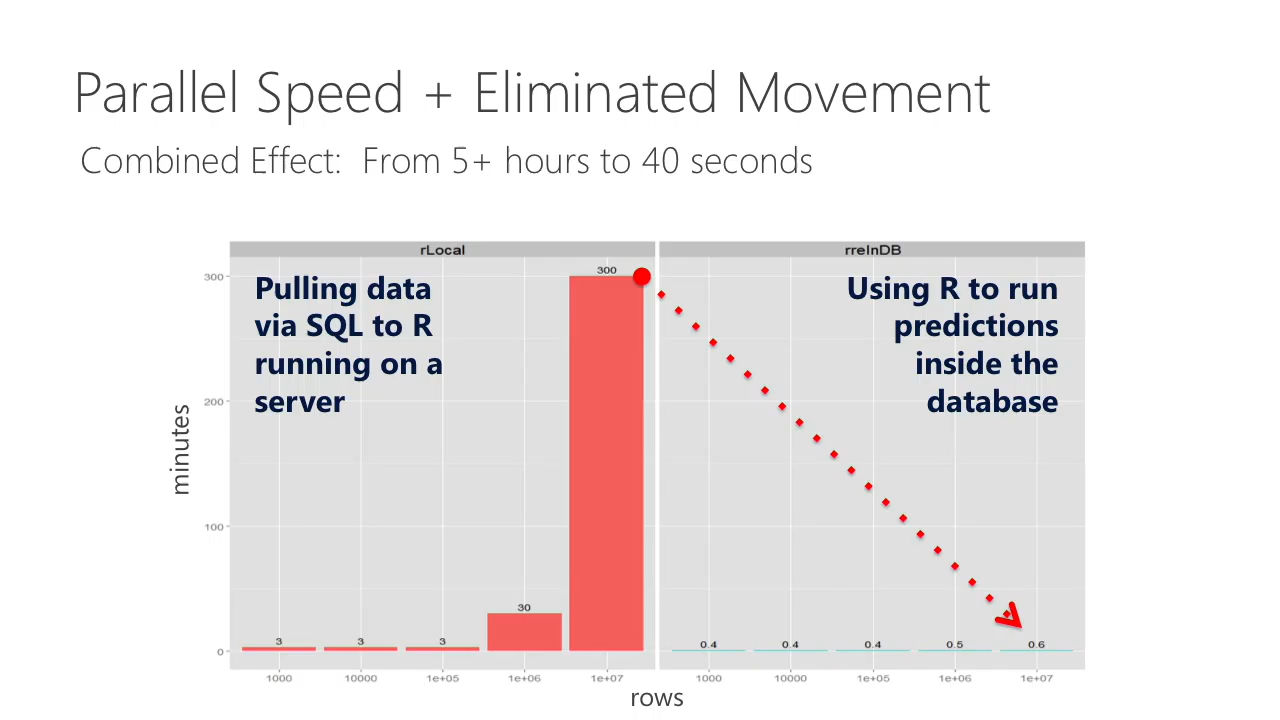 Parallel Speed + Eliminated Movement
Combined Effect: From 5+ hours to 40 seconds
rLocal
rreInDB
Pulling data
via SQL to R
running on a
server
Using R to run
predictions
inside the
database
minutes
300
200
100
0
3
3
3
30
300
0.4
0.4
0.4
0.5
0.6
1000
10000
1e+05
1e+06
1e+07
1000
10000
1e+05
1e+06
1e+07
rows